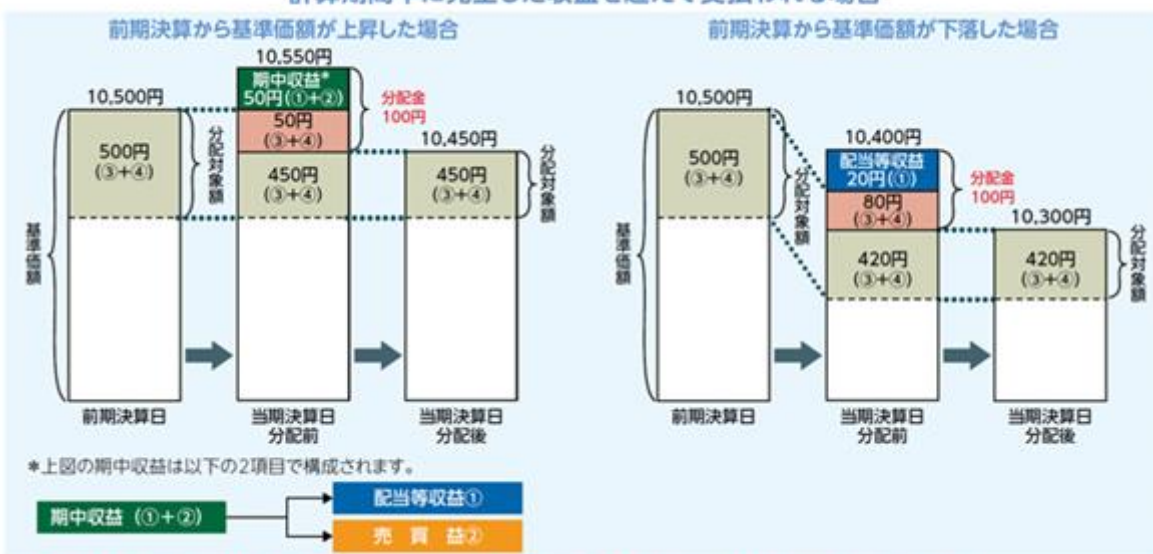 前期決算から基準価額が上昇した場合
10,500円
500円
(③+④)
分配対象額
基準価額
前期決算日
10,550円
期中収益*
50円(①+②)
50円
(③+④)
450円
(③+④)
分配金
100円
当期決算日
分配前
10,450円
450円
(③+④)
分配対象額
当期決算日
分配後
前期決算から基準価額が下落した場合
10,500円
500円
(③+④)
分配対象額
基準価額
前期決算日
10,400円
配当等収益
20円(①)
80円
(③+④)
420円
(③+④)
分配金
100円
当期決算日
分配前
10,300円
420円
(③+④)
分配対象額
当期決算日
分配後
*上図の期中収益は以下の2項目で構成されます。
期中収益 (①+②)
配当等収益①
売買益②